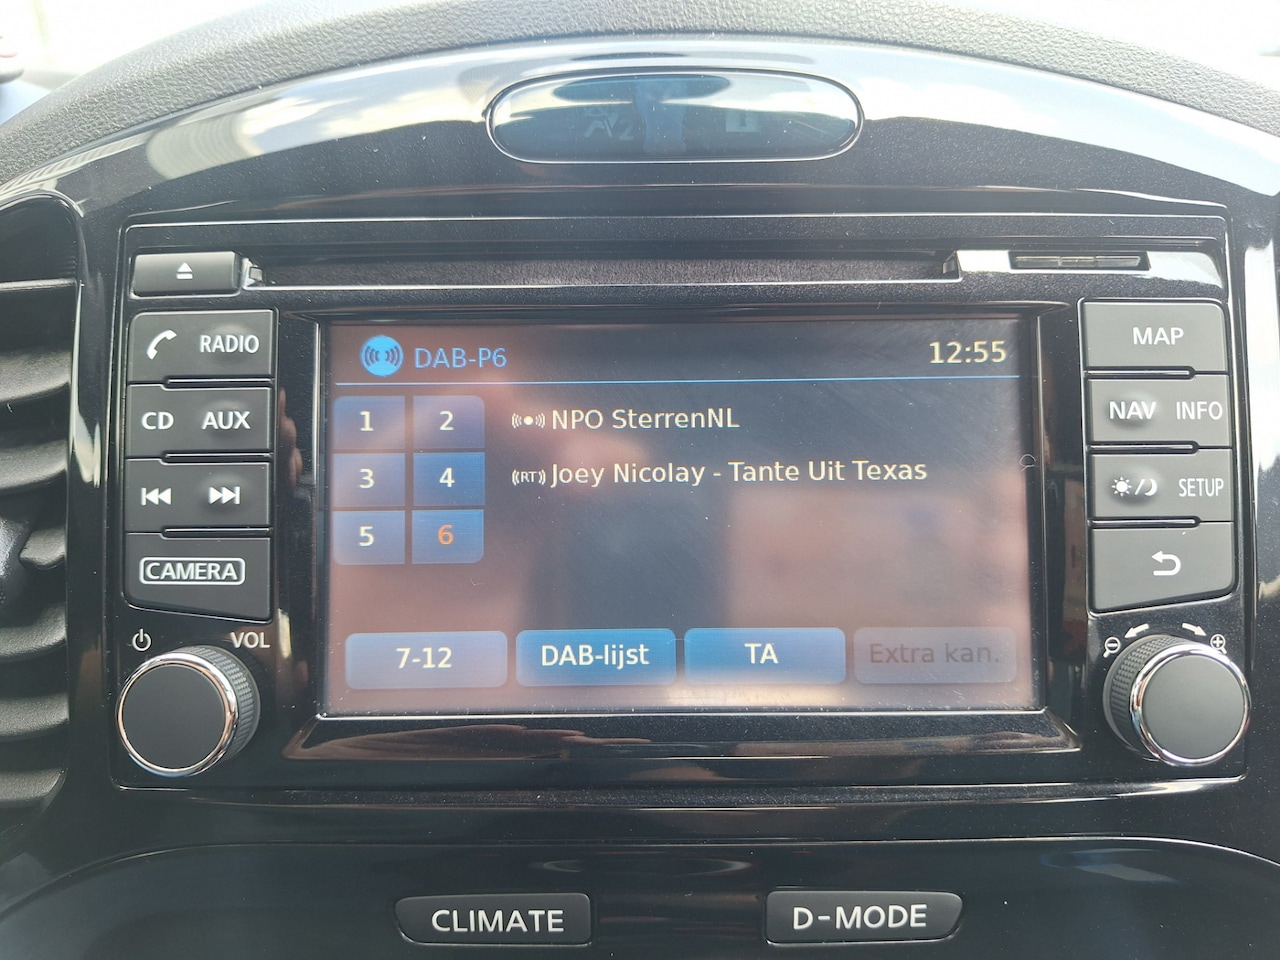 RADIO
CD AUX
CAMERA
VOL
DAB-P6 12:55
1 2
3 4
5 6
NPO SterrenNL
RT Joey Nicolay - Tante Uit Texas
7-12 DAB-lijst TA Extra kan.
MAP
NAV INFO
SETUP
CLIMATE D-MODE